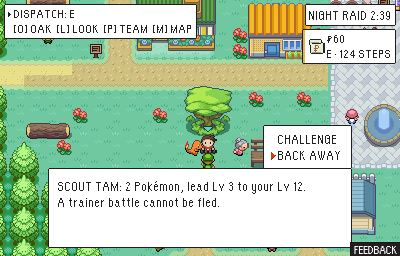 ▸DISPATCH: E
[O]OAK [L]LOOK [P]TEAM [M]MAP
NIGHT RAID 2:39
₽60
E · 124 STEPS
CHALLENGE
▸BACK AWAY
SCOUT TAM: 2 Pokémon, lead Lv 3 to your Lv 12.
A trainer battle cannot be fled.
FEEDBACK